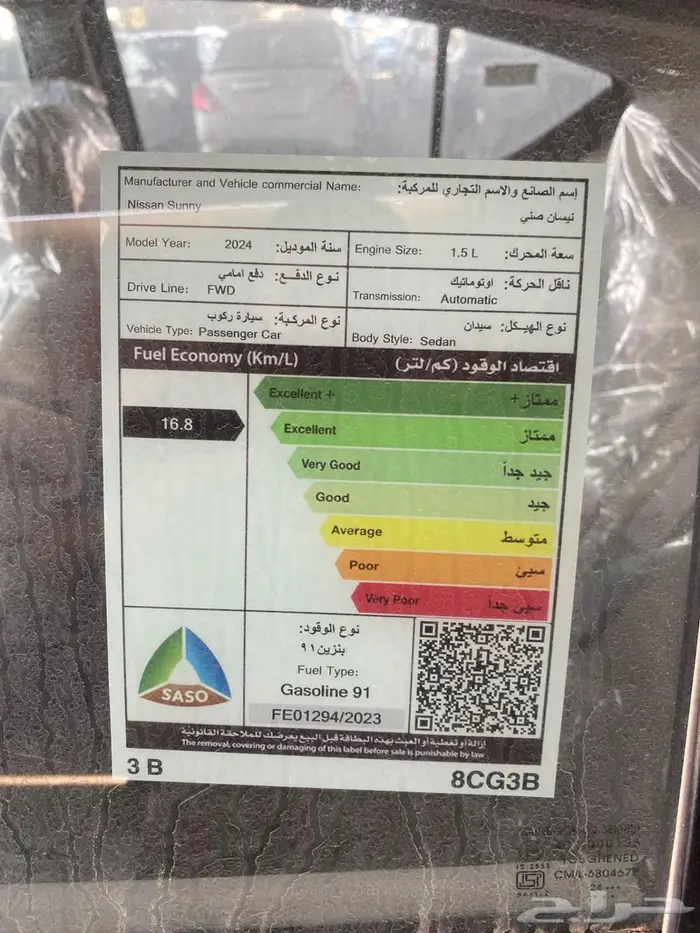 Manufacturer and Vehicle commercial Name: إسم الصانع والاسم التجاري للمركبة:
Nissan Sunny نيسان صني
Model Year: 2024 سنة الموديل:
Engine Size: 1.5 L سعة المحرك:
نوع الدفع: دفع امامي
Drive Line: FWD
ناقل الحركة: اوتوماتيك
Transmission: Automatic
نوع المركبة: سيارة ركوب
Vehicle Type: Passenger Car
نوع الهيكل: سيدان
Body Style: Sedan
Fuel Economy (Km/L) اقتصاد الوقود (كم/لتر)
Excellent + ممتاز +
16.8
Excellent ممتاز
Very Good جيد جداً
Good جيد
Average متوسط
Poor سيئ
Very Poor سيئ جداً
SASO
نوع الوقود:
بنزين ٩١
Fuel Type:
Gasoline 91
FE01294/2023
إزالة أو تغطية أو العبث بهذه البطاقة قبل البيع يعرضك للملاحقة القانونية
The removal, covering or damaging of this label before sale is punishable by law
3 B 8CG3B
TOUGHENED
IS:2553
CM/L-6804672
24
حراج